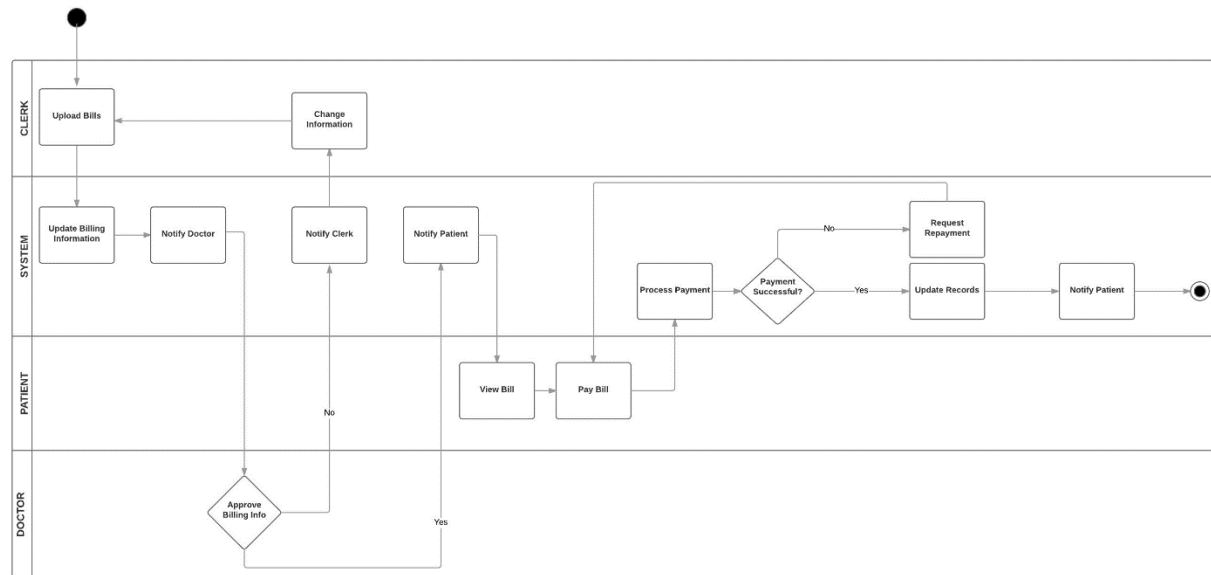 CLERK
Upload Bills
Change
Information
SYSTEM
Update Billing
Information
Notify Doctor
Notify Clerk
Notify Patient
Request
Repayment
No
Process Payment
Payment
Successful?
Yes
Update Records
Notify Patient
PATIENT
View Bill
Pay Bill
No
DOCTOR
Approve
Billing Info
Yes